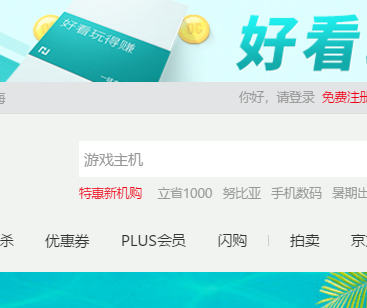 好看玩得赚
好看
你好，请登录 免费注册
游戏主机
特惠新机购 立省1000 努比亚 手机数码 暑期出
杀 优惠券 PLUS会员 闪购 拍卖 京